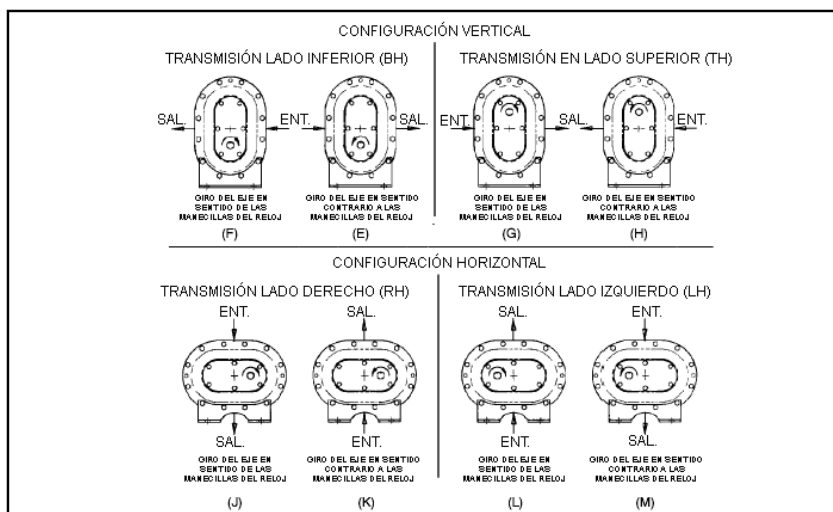 CONFIGURACIÓN VERTICAL
TRANSMISIÓN LADO INFERIOR (BH)
TRANSMISIÓN EN LADO SUPERIOR (TH)
SAL. ENT. SAL. ENT. SAL. ENT.
GIRO DEL EJE EN
SENTIDO DE LAS
MANECILLAS DEL RELOJ
(F)
GIRO DEL EJE EN SENTIDO
CONTRARIO A LAS
MANECILLAS DEL RELOJ
(E)
GIRO DEL EJE EN
SENTIDO DE LAS
MANECILLAS DEL RELOJ
(G)
GIRO DEL EJE EN SENTIDO
CONTRARIO A LAS
MANECILLAS DEL RELOJ
(H)
CONFIGURACIÓN HORIZONTAL
TRANSMISIÓN LADO DERECHO (RH)
TRANSMISIÓN LADO IZQUIERDO (LH)
ENT.
SAL.
GIRO DEL EJE EN
SENTIDO DE LAS
MANECILLAS DEL RELOJ
(J)
SAL.
ENT.
GIRO DEL EJE EN SENTIDO
CONTRARIO A LAS
MANECILLAS DEL RELOJ
(K)
SAL.
ENT.
GIRO DEL EJE EN
SENTIDO DE LAS
MANECILLAS DEL RELOJ
(L)
ENT.
SAL.
GIRO DEL EJE EN SENTIDO
CONTRARIO A LAS
MANECILLAS DEL RELOJ
(M)